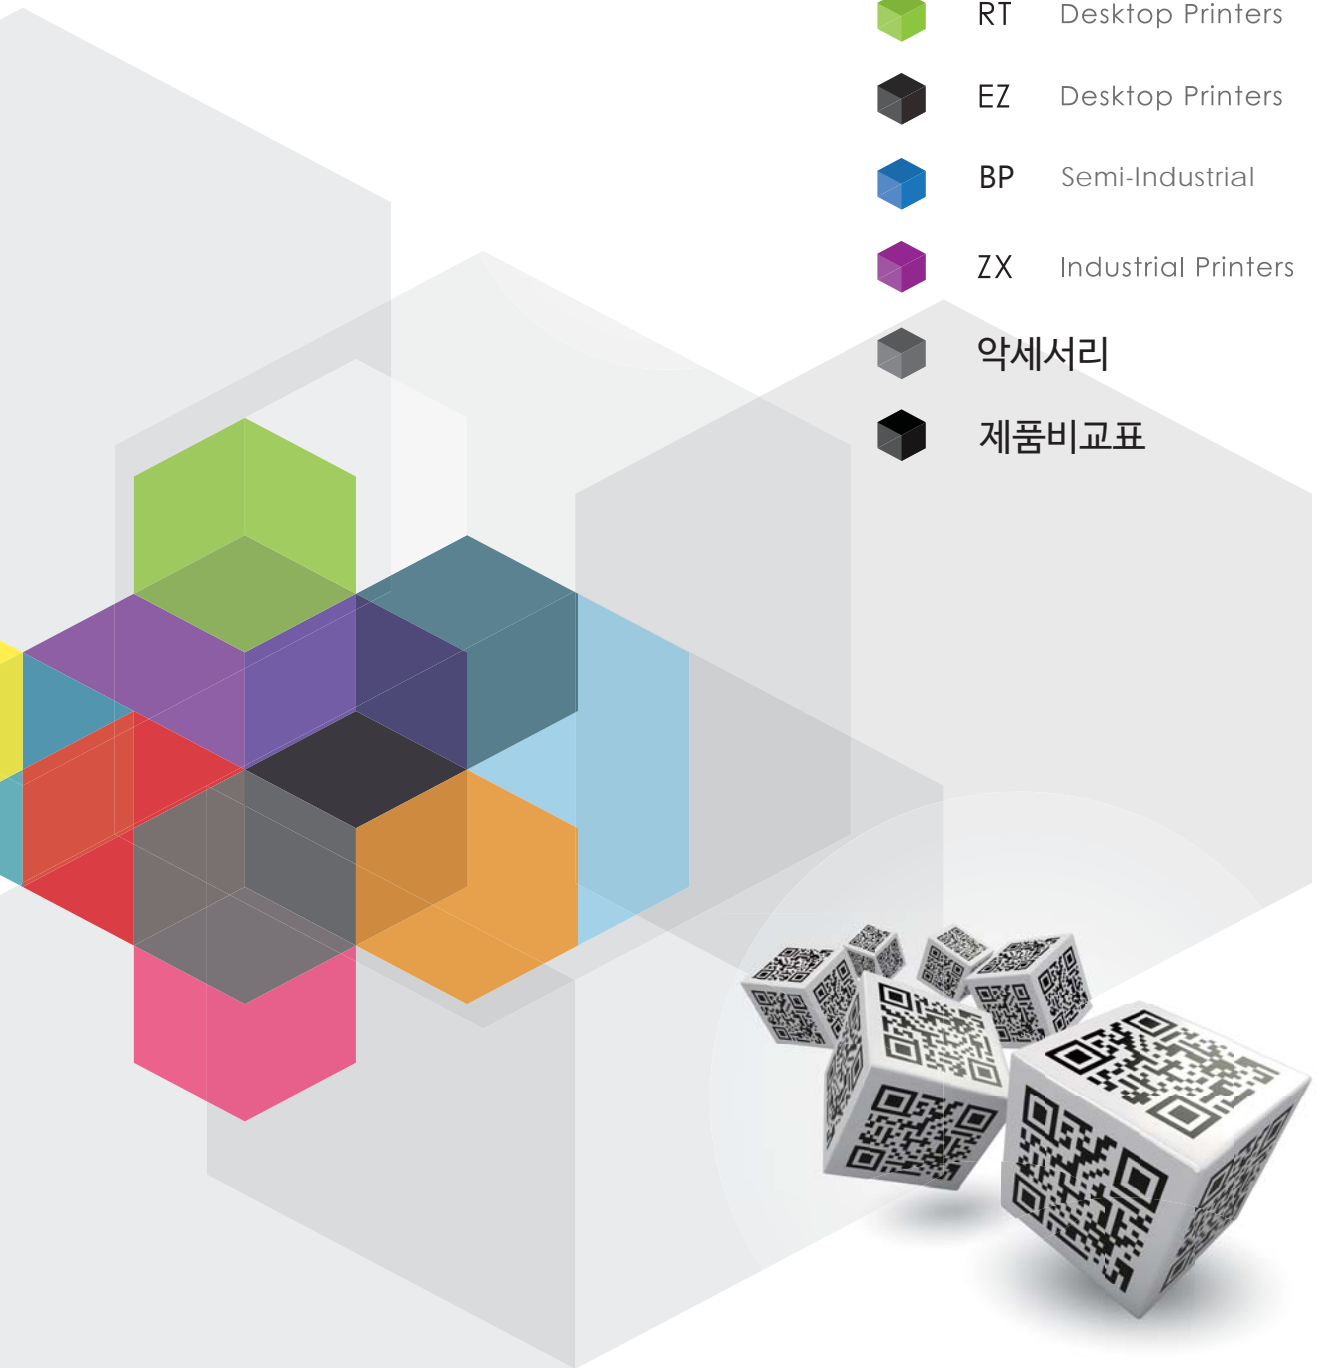 RT Desktop Printers
EZ Desktop Printers
BP Semi-Industrial
ZX Industrial Printers
악세서리
제품비교표